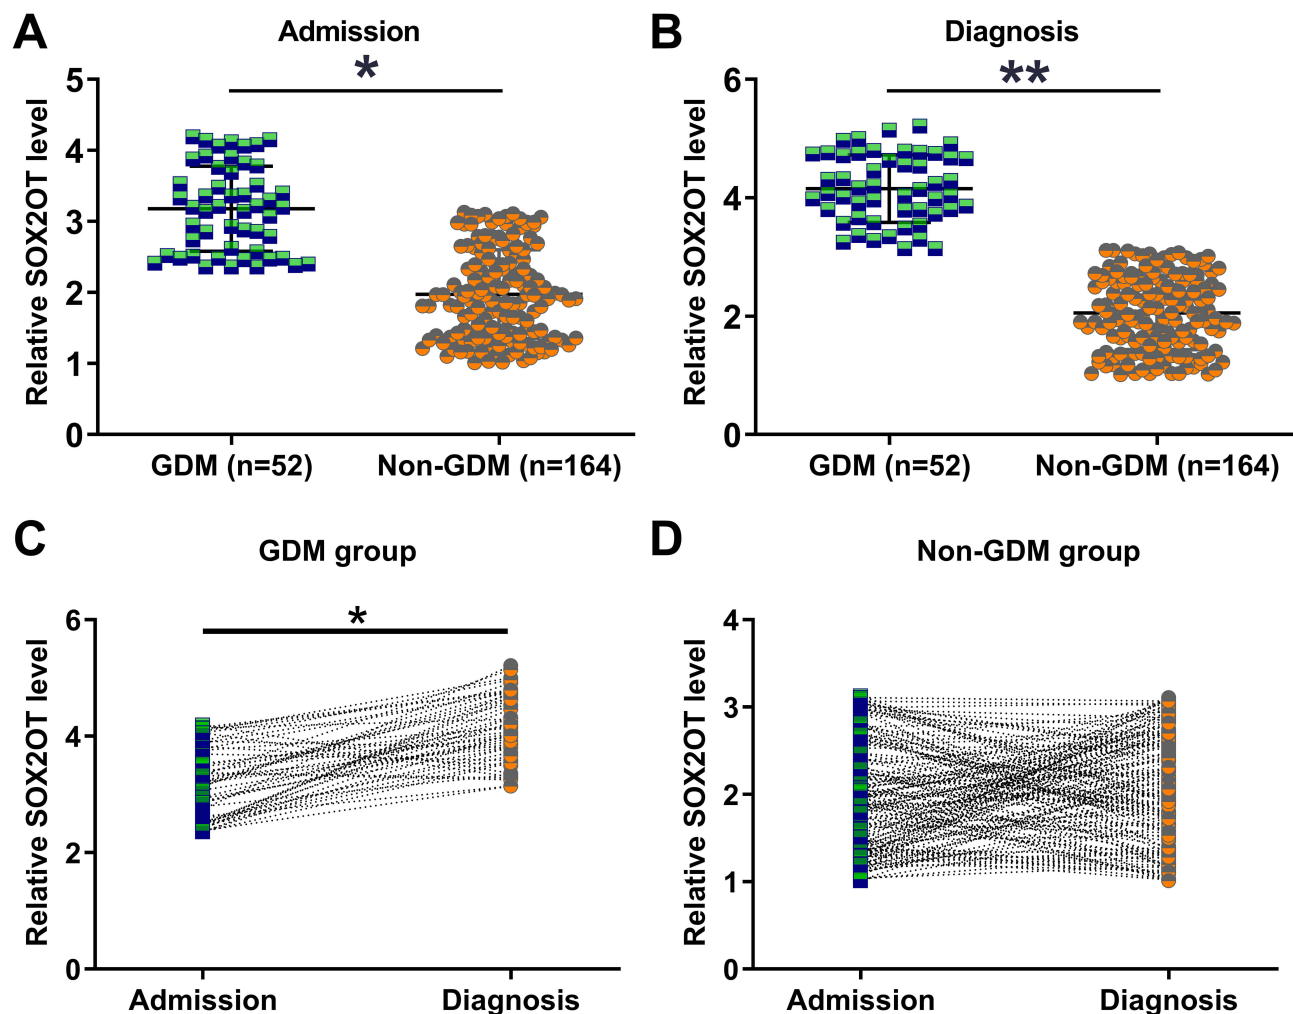 A
Admission
*
Relative SOX2OT level
5
4
3
2
1
0
GDM (n=52)
Non-GDM (n=164)
B
Diagnosis
**
Relative SOX2OT level
6
4
2
0
GDM (n=52)
Non-GDM (n=164)
C
GDM group
*
Relative SOX2OT level
6
4
2
0
Admission
Diagnosis
D
Non-GDM group
Relative SOX2OT level
4
3
2
1
0
Admission
Diagnosis